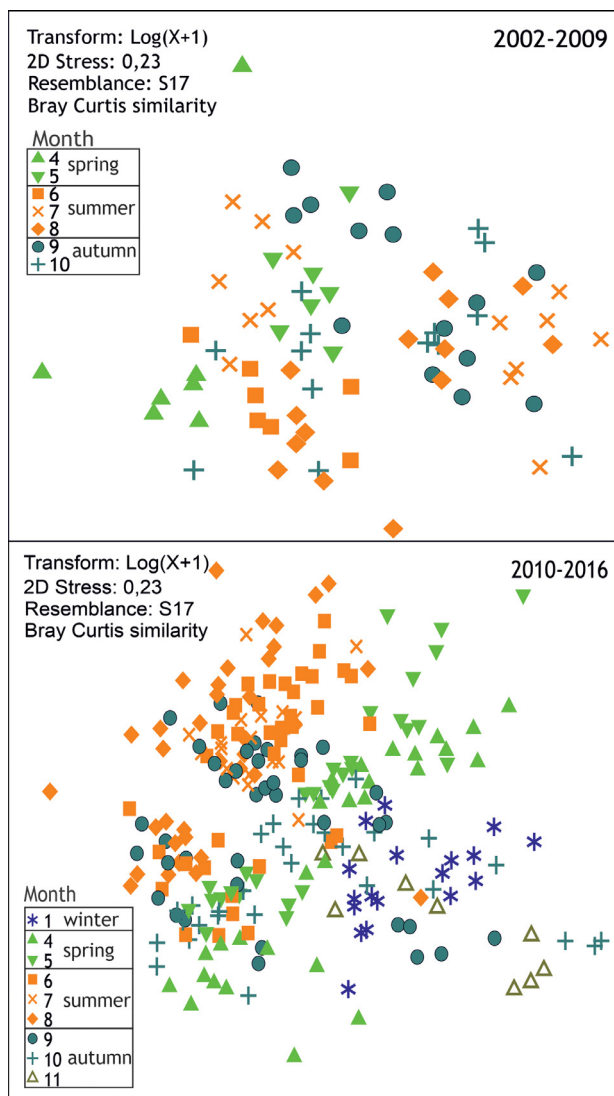 Transform: Log(X+1)
2002-2009
2D Stress: 0,23
Resemblance: S17
Bray Curtis similarity
Month
4 spring
5
6
7 summer
8
9 autumn
10
Transform: Log(X+1)
2010-2016
2D Stress: 0,23
Resemblance: S17
Bray Curtis similarity
Month
1 winter
4 spring
5
6
7 summer
8
9
10 autumn
11